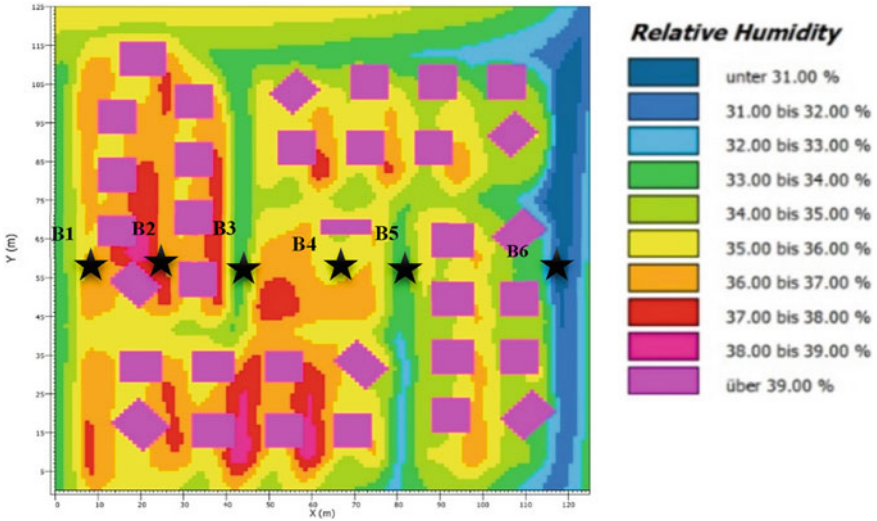 125
115
105
95
85
75
65
55
45
35
25
15
5
Y (m)
B1
B2
B3
B4
B5
B6
0
10
20
30
40
50
60
70
80
90
100
110
120
X (m)
Relative Humidity
unter 31.00 %
31.00 bis 32.00 %
32.00 bis 33.00 %
33.00 bis 34.00 %
34.00 bis 35.00 %
35.00 bis 36.00 %
36.00 bis 37.00 %
37.00 bis 38.00 %
38.00 bis 39.00 %
über 39.00 %